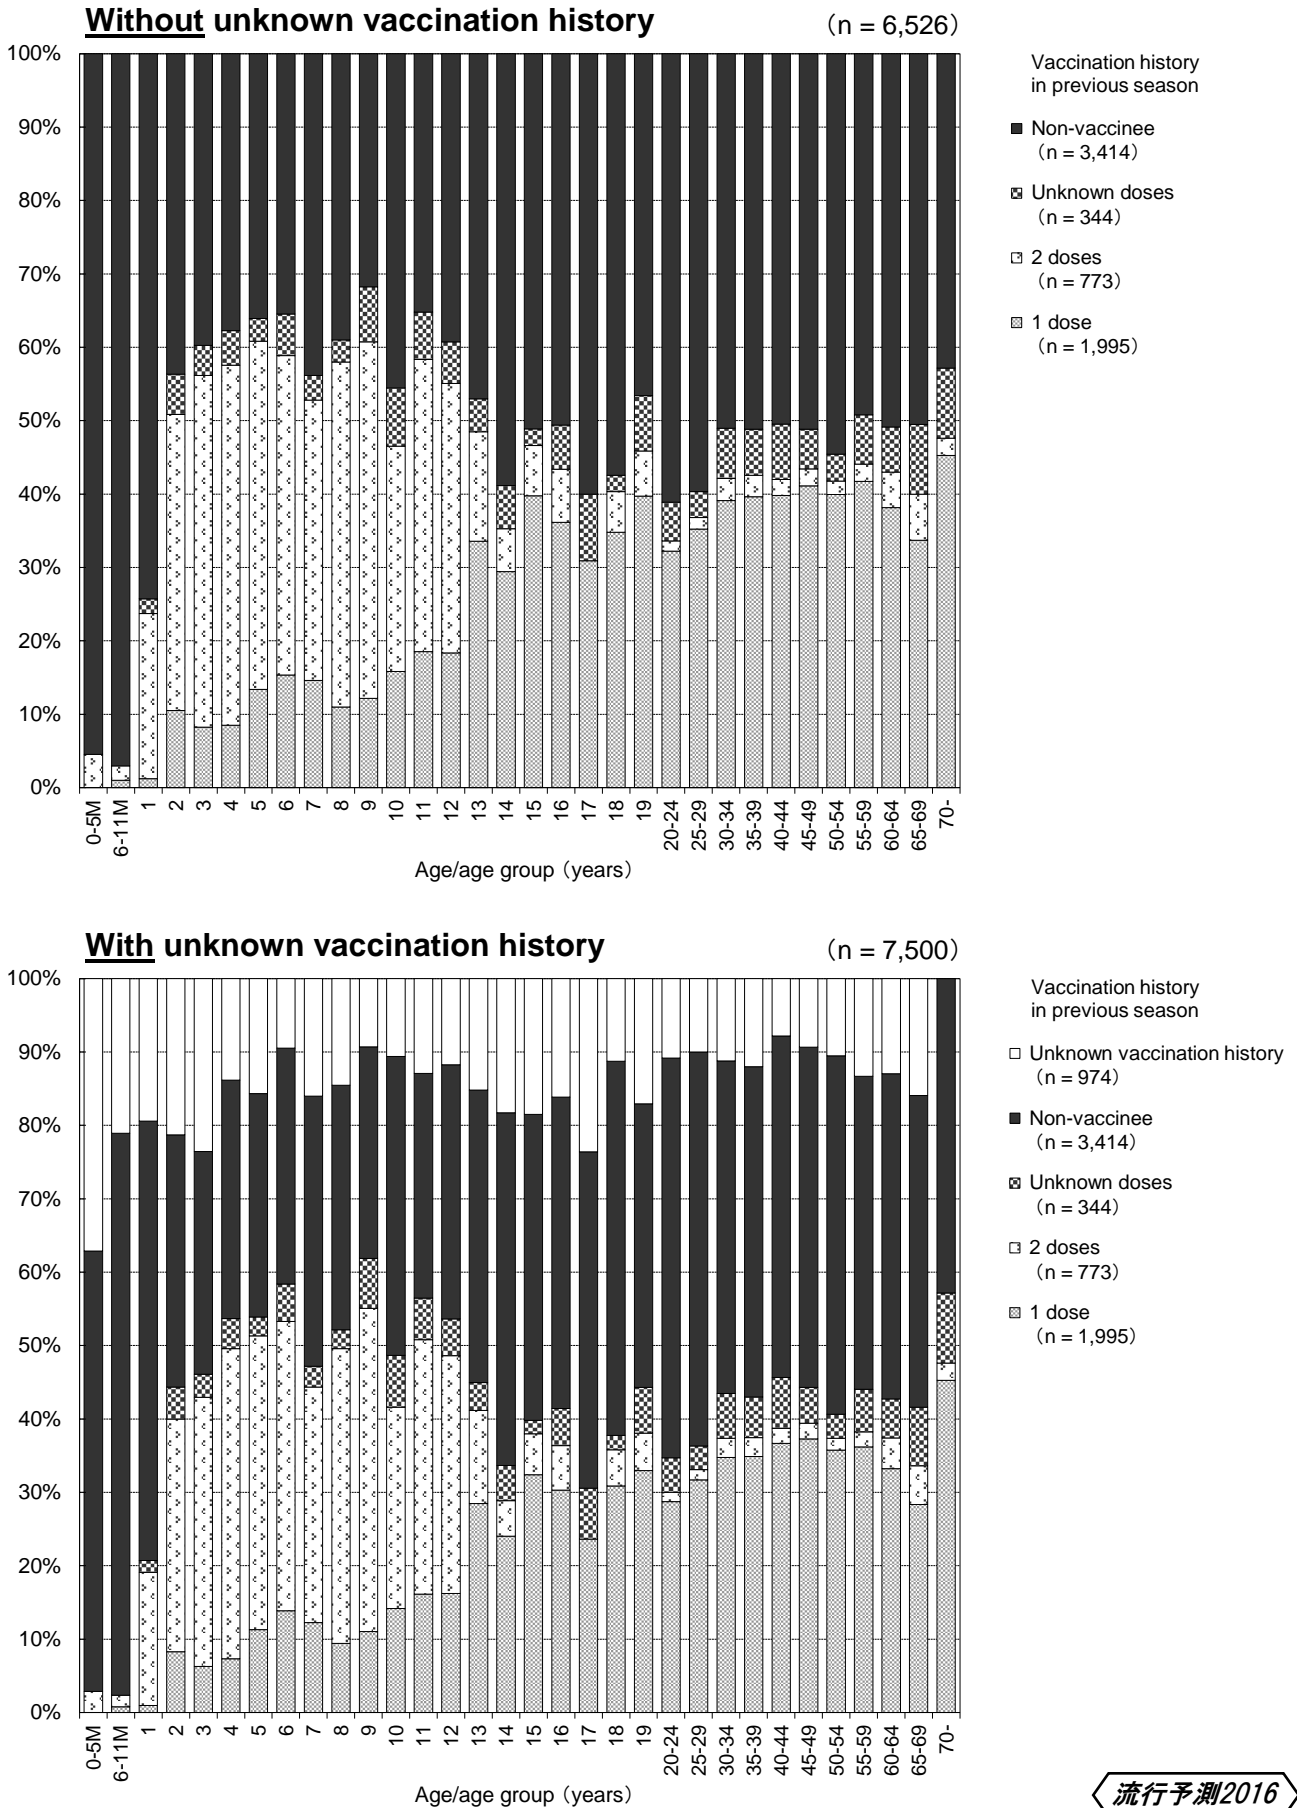 Without unknown vaccination history
（n = 6,526）
100%
90%
80%
70%
60%
50%
40%
30%
20%
10%
0%
0-5M
6-11M
1
2
3
4
5
6
7
8
9
10
11
12
13
14
15
16
17
18
19
20-24
25-29
30-34
35-39
40-44
45-49
50-54
55-59
60-64
65-69
70-
Age/age group（years）
Vaccination history
in previous season
Non-vaccinee
（n = 3,414）
Unknown doses
（n = 344）
2 doses
（n = 773）
1 dose
（n = 1,995）
With unknown vaccination history
（n = 7,500）
100%
90%
80%
70%
60%
50%
40%
30%
20%
10%
0%
0-5M
6-11M
1
2
3
4
5
6
7
8
9
10
11
12
13
14
15
16
17
18
19
20-24
25-29
30-34
35-39
40-44
45-49
50-54
55-59
60-64
65-69
70-
Age/age group（years）
Vaccination history
in previous season
Unknown vaccination history
（n = 974）
Non-vaccinee
（n = 3,414）
Unknown doses
（n = 344）
2 doses
（n = 773）
1 dose
（n = 1,995）
流行予測2016